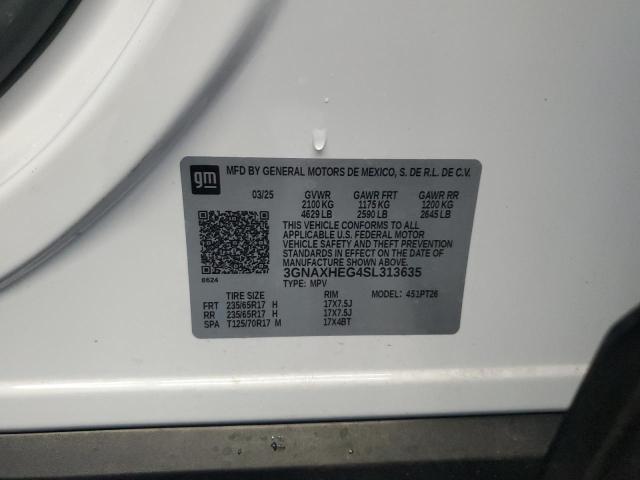 gm MFD BY GENERAL MOTORS DE MEXICO, S. DE R.L. DE C.V.
03/25 GVWR GAWR FRT GAWR RR
2100 KG 1175 KG 1200 KG
4629 LB 2590 LB 2645 LB
THIS VEHICLE CONFORMS TO ALL
APPLICABLE U.S. FEDERAL MOTOR
VEHICLE SAFETY AND THEFT PREVENTION
STANDARDS IN EFFECT ON THE DATE
OF MANUFACTURE SHOWN ABOVE.
3GNAXHEG4SL313635
6624 TYPE: MPV
TIRE SIZE RIM MODEL: 451PT26
FRT 235/65R17 H 17X7.5J
RR 235/65R17 H 17X7.5J
SPA T125/70R17 M 17X4BT